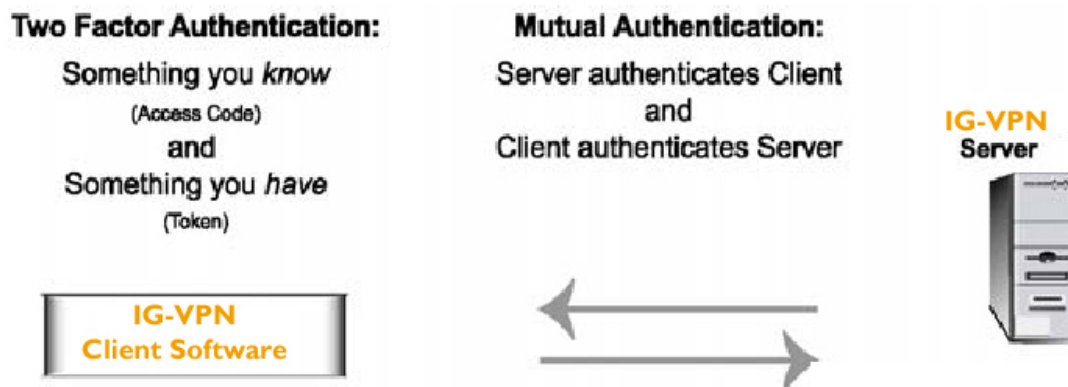 Two Factor Authentication:
Something you know
(Access Code)
and
Something you have
(Token)
Mutual Authentication:
Server authenticates Client
and
Client authenticates Server
IG-VPN
Server
IG-VPN
Client Software